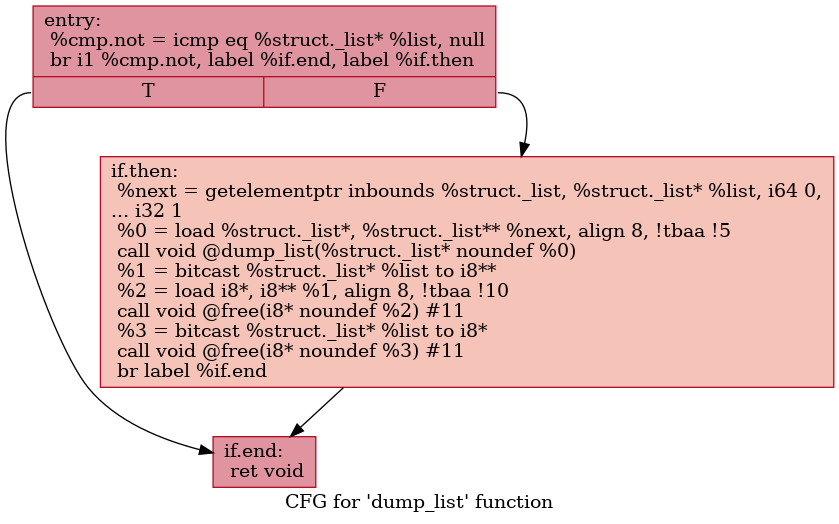 entry:
%cmp.not = icmp eq %struct._list* %list, null
br i1 %cmp.not, label %if.end, label %if.then
T
F
if.then:
%next = getelementptr inbounds %struct._list, %struct._list* %list, i64 0,
... i32 1
%0 = load %struct._list*, %struct._list** %next, align 8, !tbaa !5
call void @dump_list(%struct._list* noundef %0)
%1 = bitcast %struct._list* %list to i8**
%2 = load i8*, i8** %1, align 8, !tbaa !10
call void @free(i8* noundef %2) #11
%3 = bitcast %struct._list* %list to i8*
call void @free(i8* noundef %3) #11
br label %if.end
if.end:
ret void
CFG for 'dump_list' function